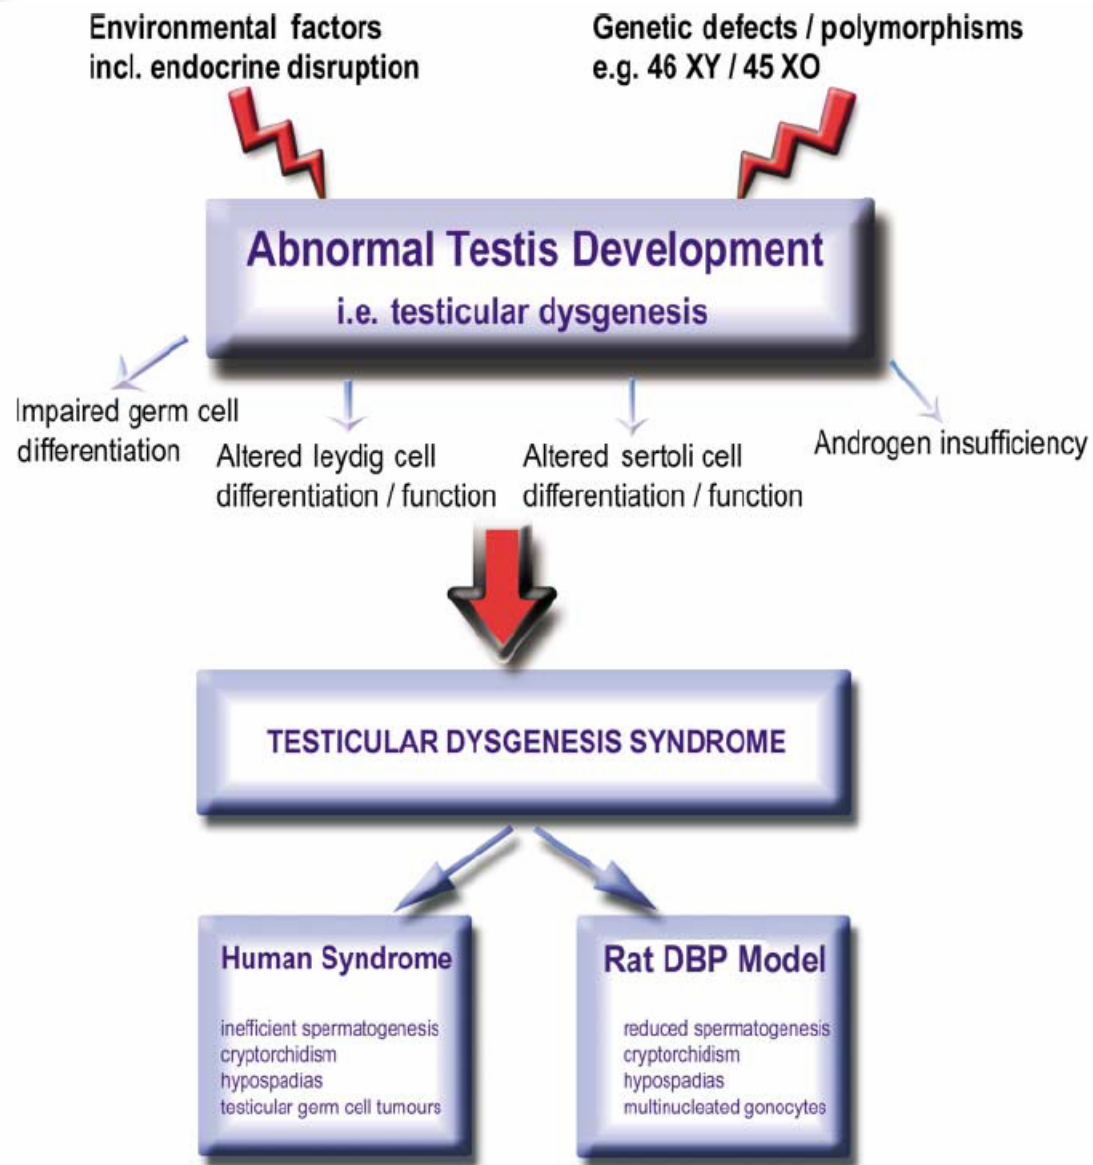 Environmental factors
incl. endocrine disruption
Genetic defects / polymorphisms
e.g. 46 XY / 45 XO
Abnormal Testis Development
i.e. testicular dysgenesis
Impaired germ cell
differentiation
Altered leydig cell
differentiation / function
Altered sertoli cell
differentiation / function
Androgen insufficiency
TESTICULAR DYSGENESIS SYNDROME
Human Syndrome
inefficient spermatogenesis
cryptorchidism
hypospadias
testicular germ cell tumours
Rat DBP Model
reduced spermatogenesis
cryptorchidism
hypospadias
multinucleated gonocytes